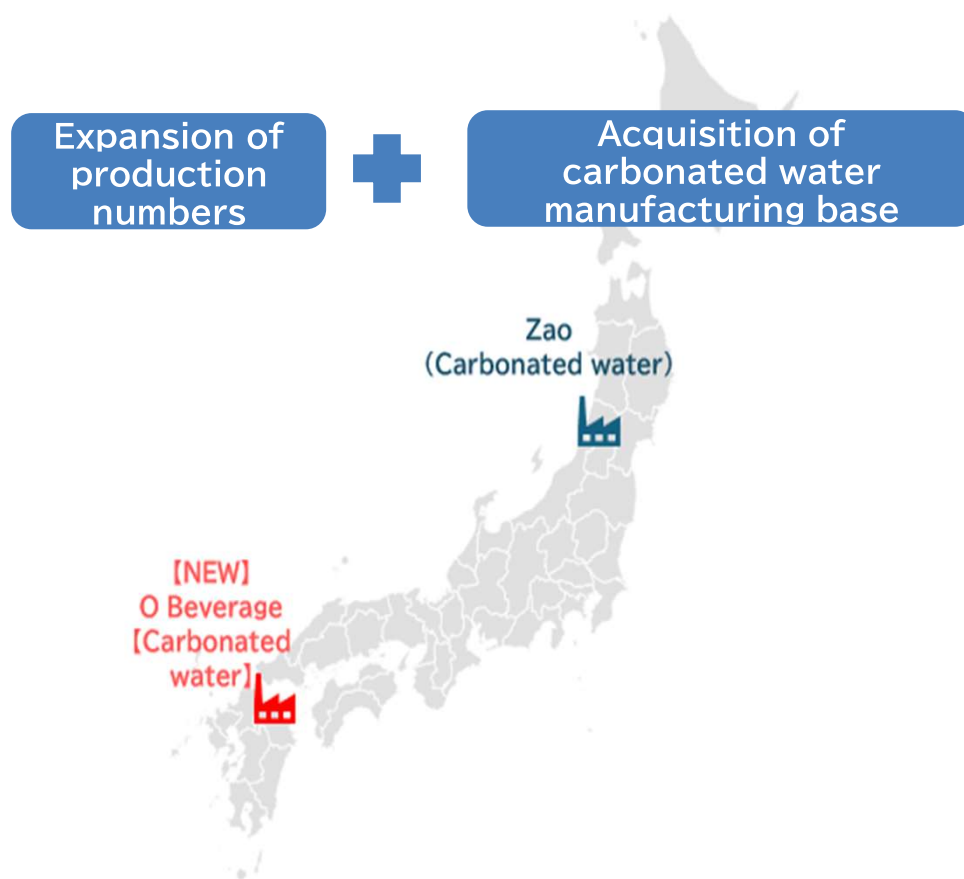 Expansion of
production
numbers
Acquisition of
carbonated water
manufacturing base
Zao
(Carbonated water)
【NEW】
O Beverage
【Carbonated
water】